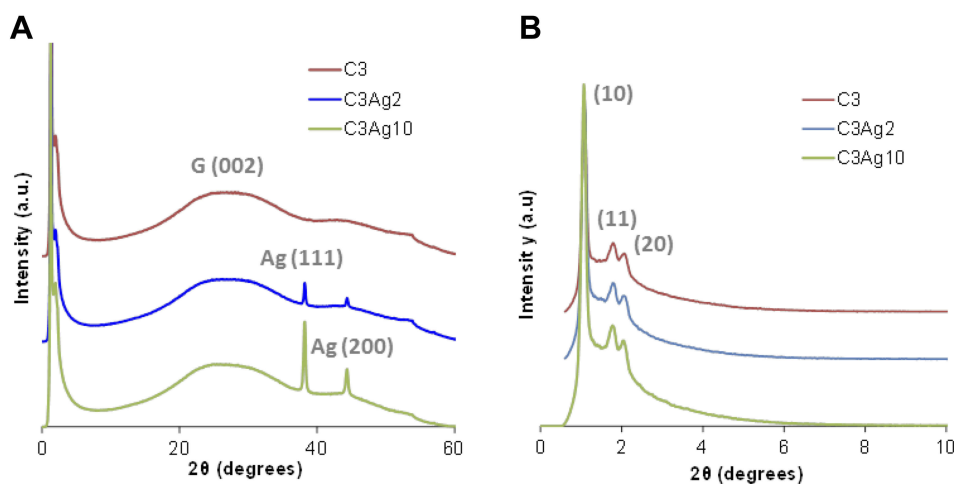 A
C3
C3Ag2
C3Ag10
G (002)
Ag (111)
Ag (200)
Intensity (a.u.)
0
20
40
60
2θ (degrees)
B
(10)
C3
C3Ag2
C3Ag10
(11)
(20)
Intensit y (a.u)
0
2
4
6
8
10
2θ (degrees)